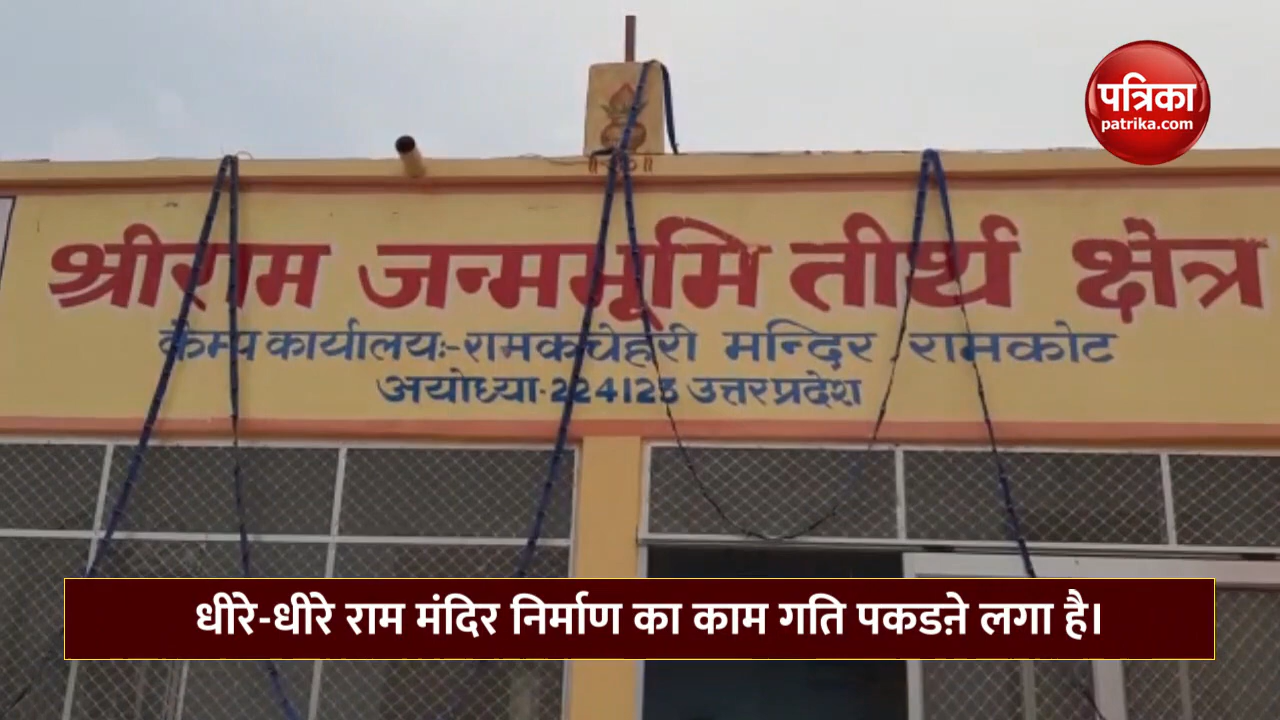 पत्रिका
patrika.com
श्रीराम जन्मभूमि तीर्थ क्षेत्र
केम्प कार्यालयः-रामकचेहरी मन्दिर रामकोट
अयोध्या-224123 उत्तरप्रदेश
धीरे-धीरे राम मंदिर निर्माण का काम गति पकडऩे लगा है।